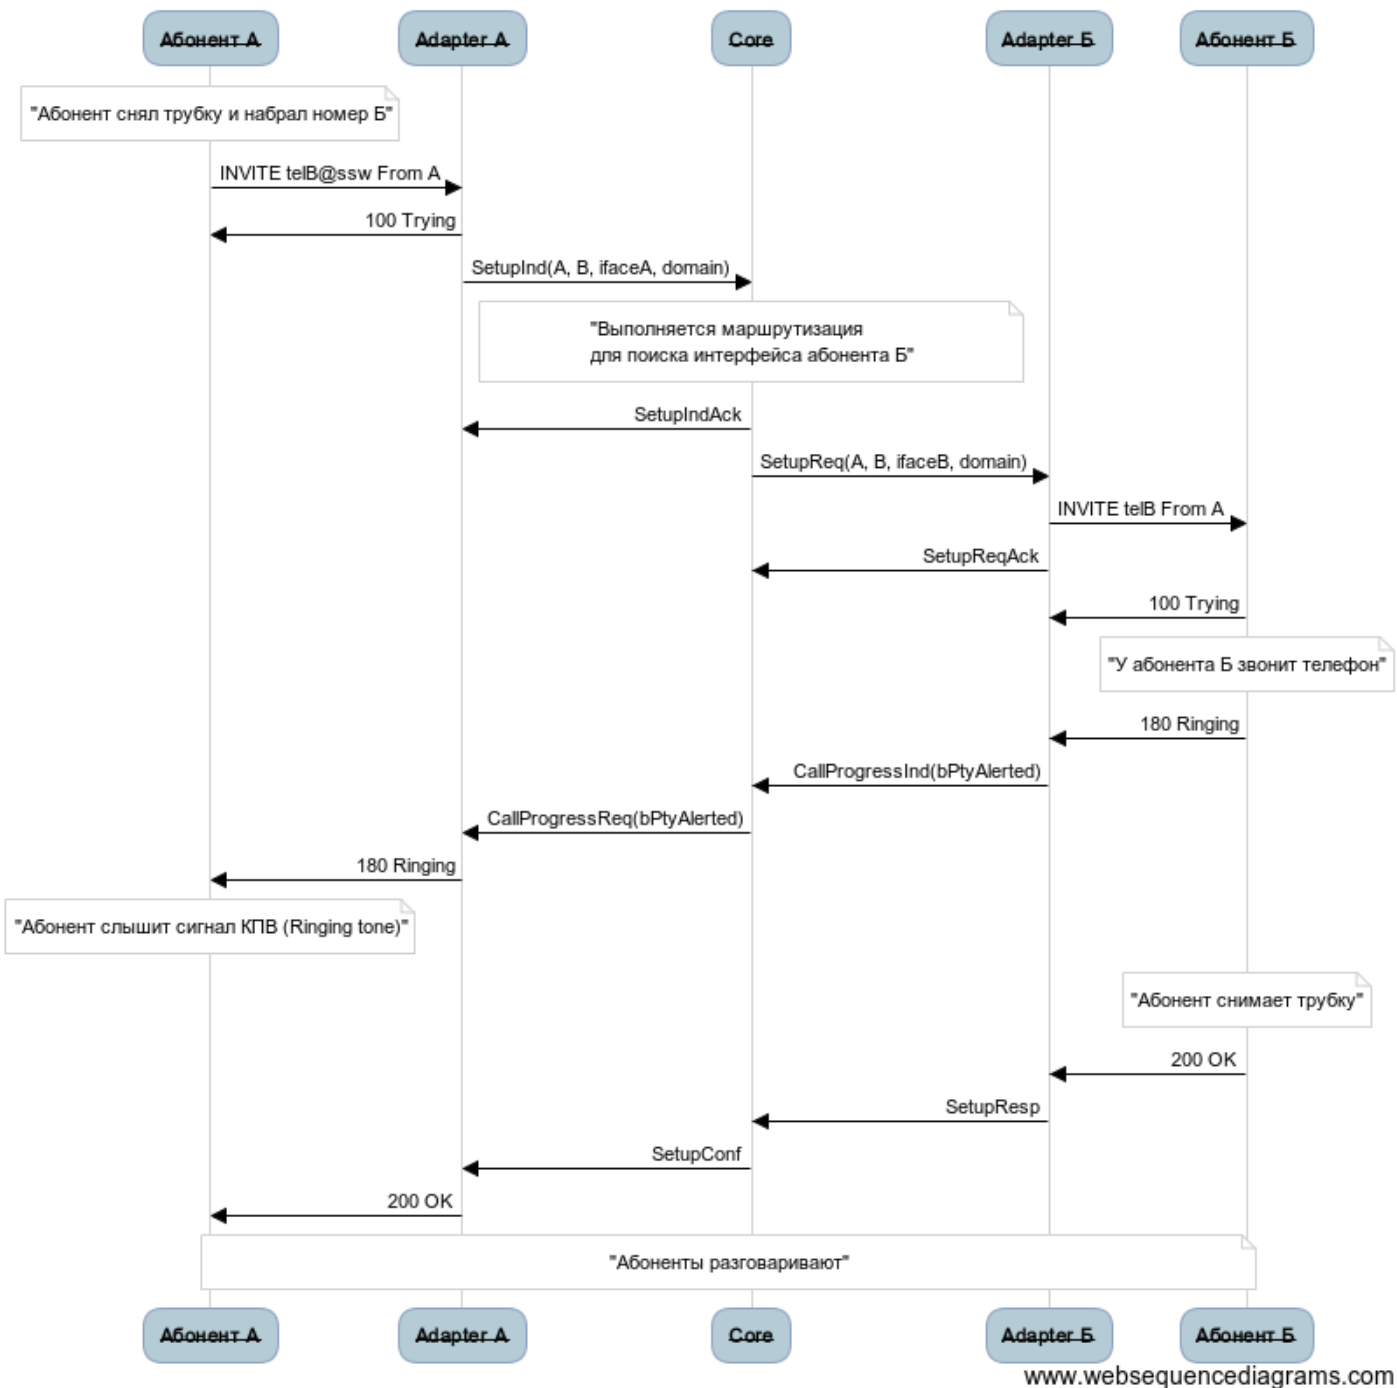 Абонент А
Adapter А
Core
Adapter Б
Абонент Б
"Абонент снял трубку и набрал номер Б"
INVITE telB@ssw From A
100 Trying
SetupInd(A, B, ifaceA, domain)
"Выполняется маршрутизация
для поиска интерфейса абонента Б"
SetupIndAck
SetupReq(A, B, ifaceB, domain)
INVITE telB From A
SetupReqAck
100 Trying
"У абонента Б звонит телефон"
180 Ringing
CallProgressInd(bPtyAlerted)
CallProgressReq(bPtyAlerted)
180 Ringing
"Абонент слышит сигнал КПВ (Ringing tone)"
"Абонент снимает трубку"
200 OK
SetupResp
SetupConf
200 OK
"Абоненты разговаривают"
Абонент А
Adapter А
Core
Adapter Б
Абонент Б
www.websequencediagrams.com